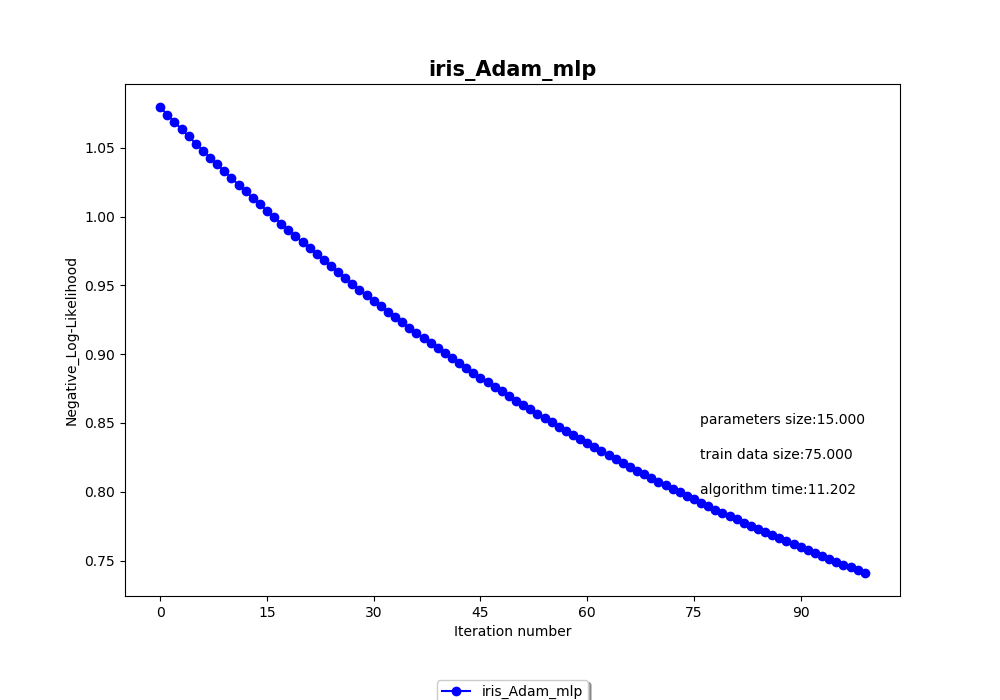 iris_Adam_mlp
1.05
1.00
0.95
0.90
0.85
0.80
0.75
Negative_Log-Likelihood
parameters size:15.000
train data size:75.000
algorithm time:11.202
0 15 30 45 60 75 90
Iteration number
iris_Adam_mlp